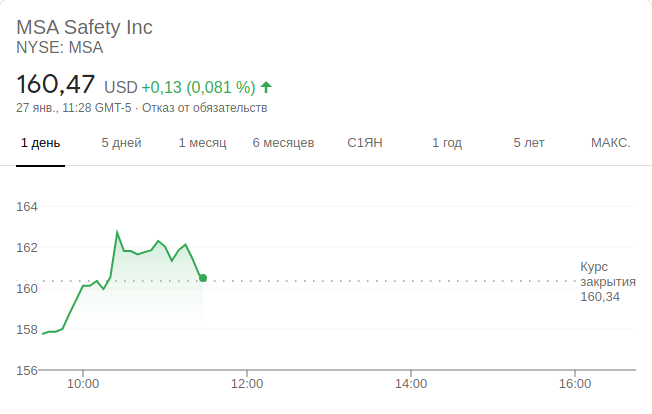 MSA Safety Inc
NYSE: MSA
160,47 USD +0,13 (0,081 %)
27 янв., 11:28 GMT-5 · Отказ от обязательств
1 день 5 дней 1 месяц 6 месяцев С1ЯН 1 год 5 лет МАКС.
164
162
Курс
закрытия
160,34
160
158
156
10:00 12:00 14:00 16:00